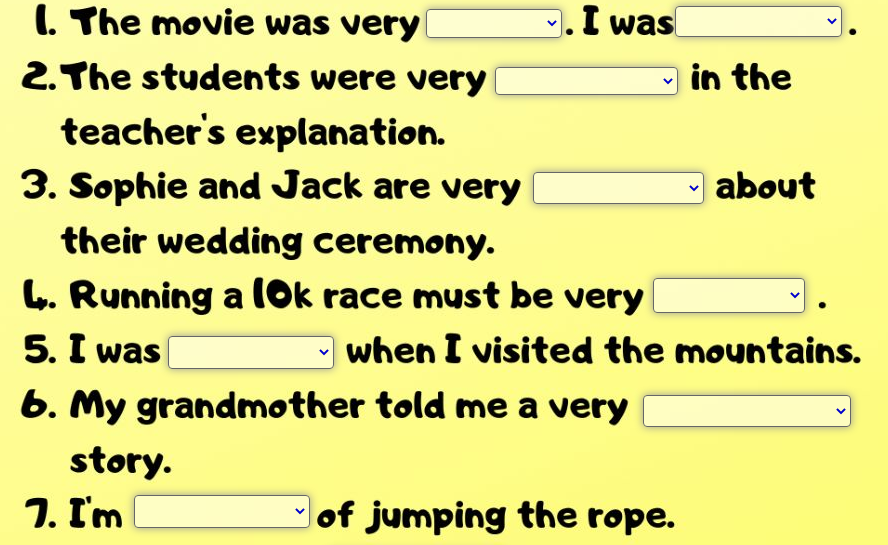 1. The movie was very . I was .
2. The students were very in the
teacher's explanation.
3. Sophie and Jack are very about
their wedding ceremony.
4. Running a 10k race must be very .
5. I was when I visited the mountains.
6. My grandmother told me a very
story.
7. I'm of jumping the rope.